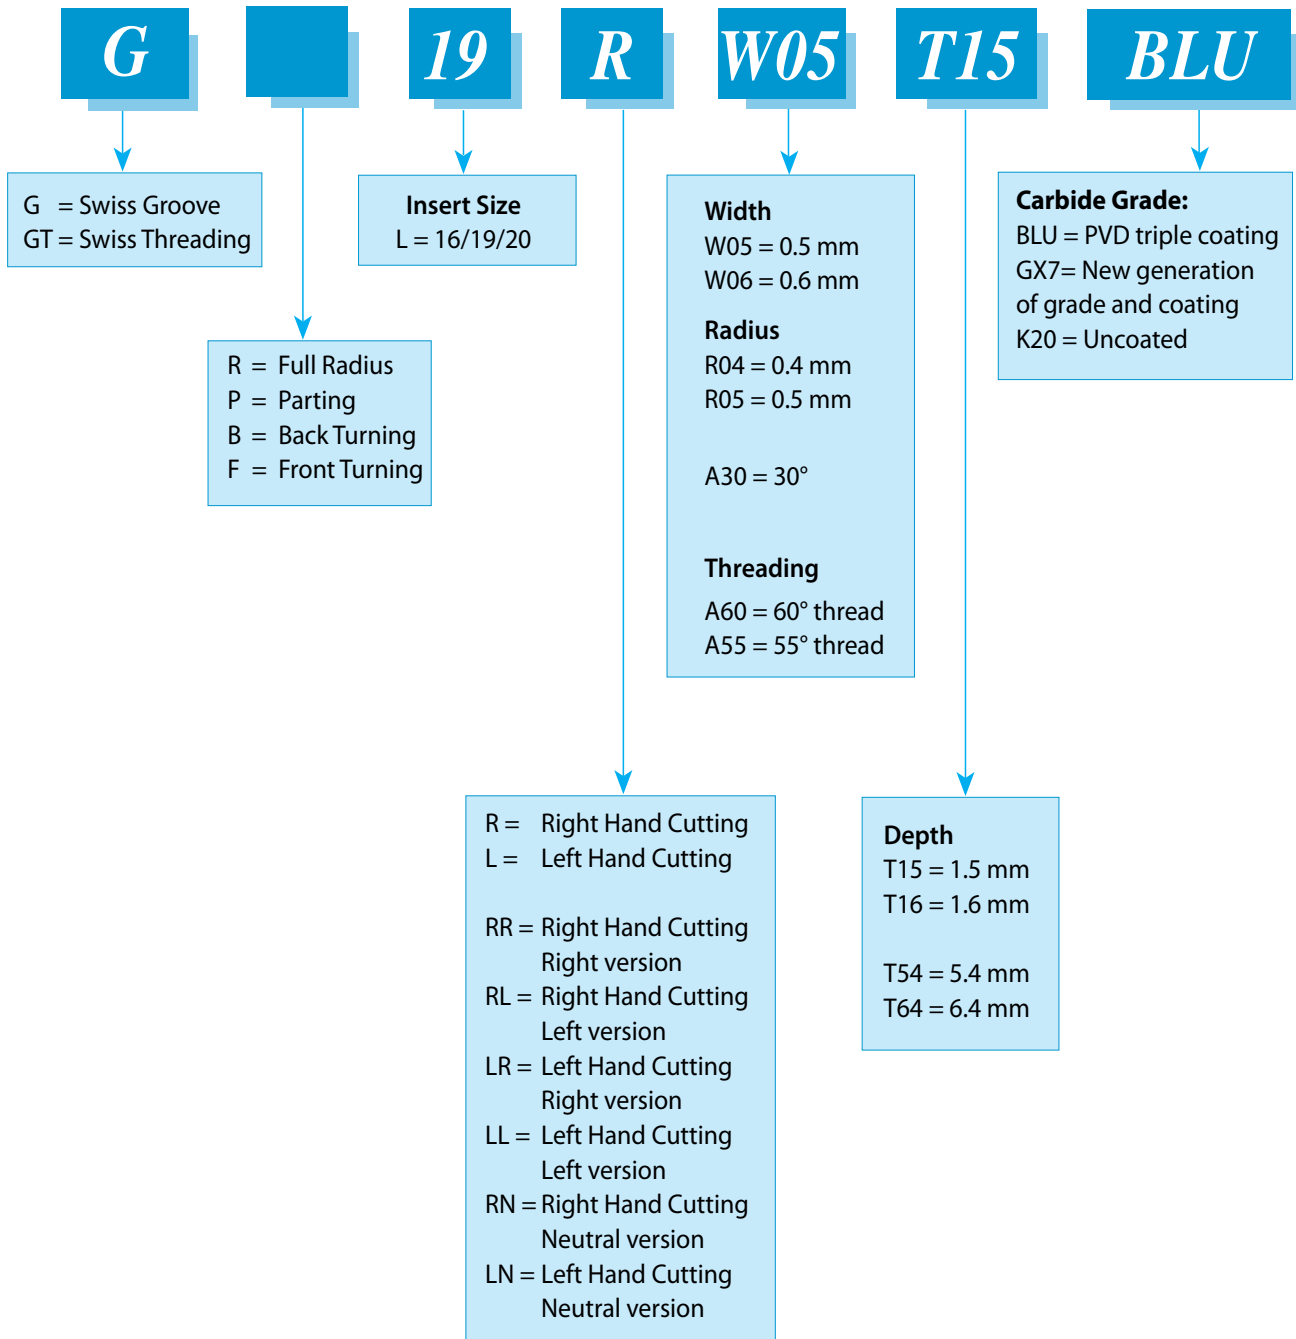 G 19 R W05 T15 BLU
G = Swiss Groove
GT = Swiss Threading
R = Full Radius
P = Parting
B = Back Turning
F = Front Turning
Insert Size
L = 16/19/20
R = Right Hand Cutting
L = Left Hand Cutting
RR = Right Hand Cutting
Right version
RL = Right Hand Cutting
Left version
LR = Left Hand Cutting
Right version
LL = Left Hand Cutting
Left version
RN = Right Hand Cutting
Neutral version
LN = Left Hand Cutting
Neutral version
Width
W05 = 0.5 mm
W06 = 0.6 mm
Radius
R04 = 0.4 mm
R05 = 0.5 mm
A30 = 30°
Threading
A60 = 60° thread
A55 = 55° thread
Depth
T15 = 1.5 mm
T16 = 1.6 mm
T54 = 5.4 mm
T64 = 6.4 mm
Carbide Grade:
BLU = PVD triple coating
GX7= New generation
of grade and coating
K20 = Uncoated